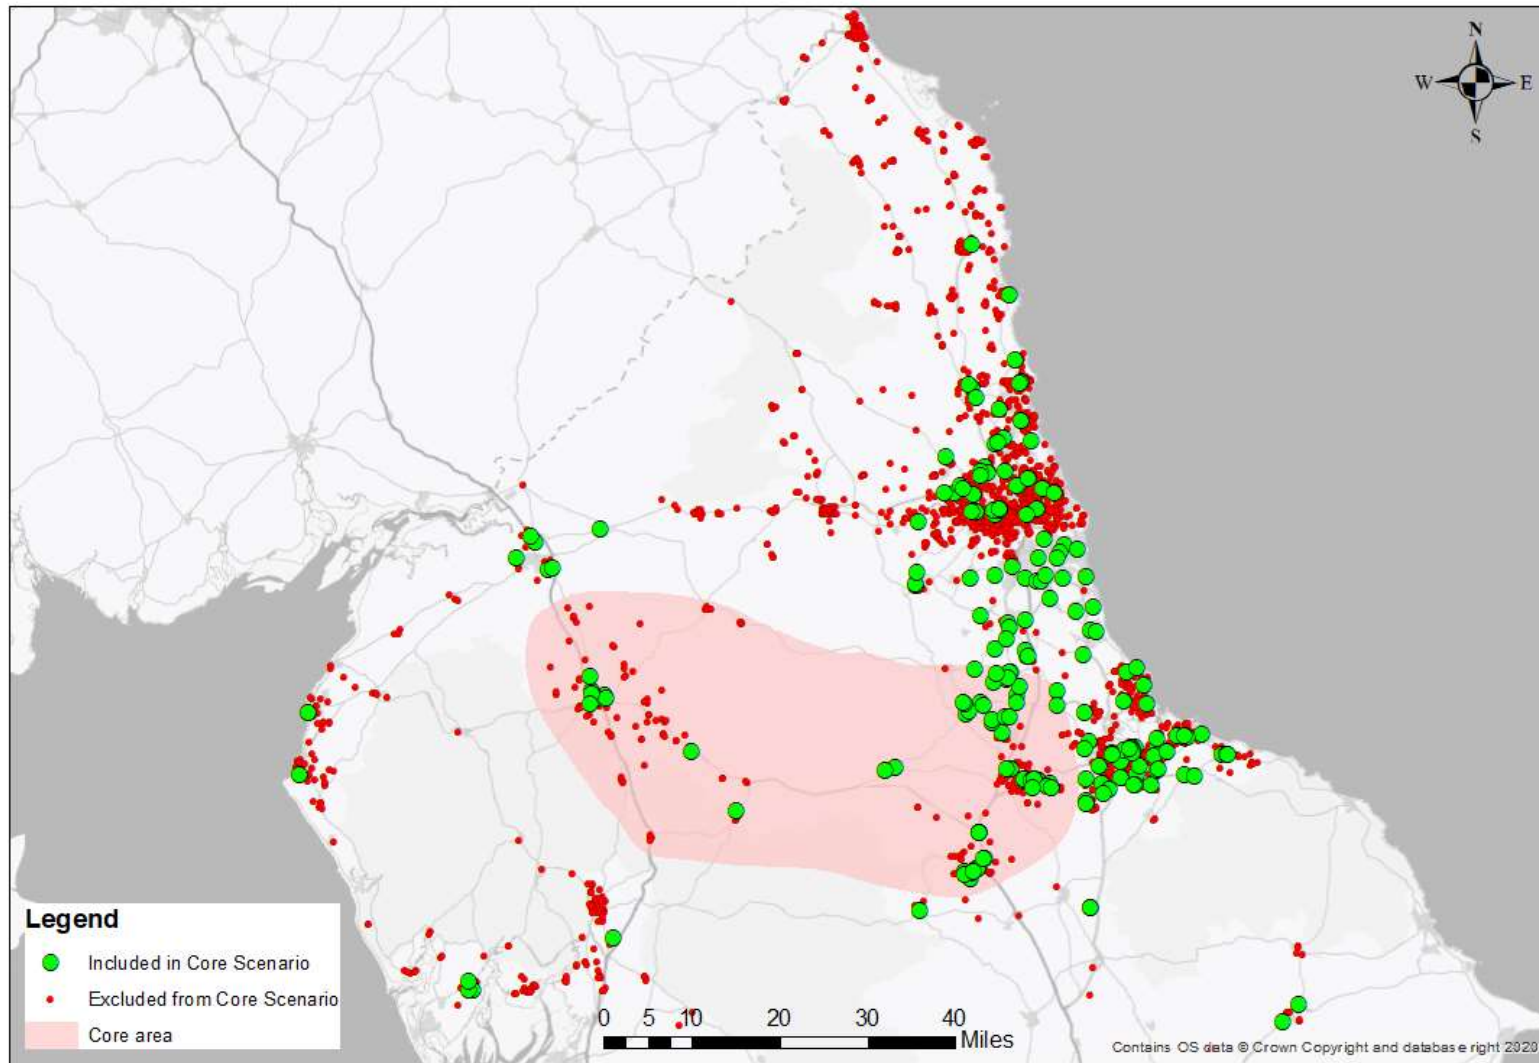 N
W E
S
Legend
Included in Core Scenario
Excluded from Core Scenario
Core area
0 5 10 20 30 40
Miles
Contains OS data © Crown Copyright and database right 2020